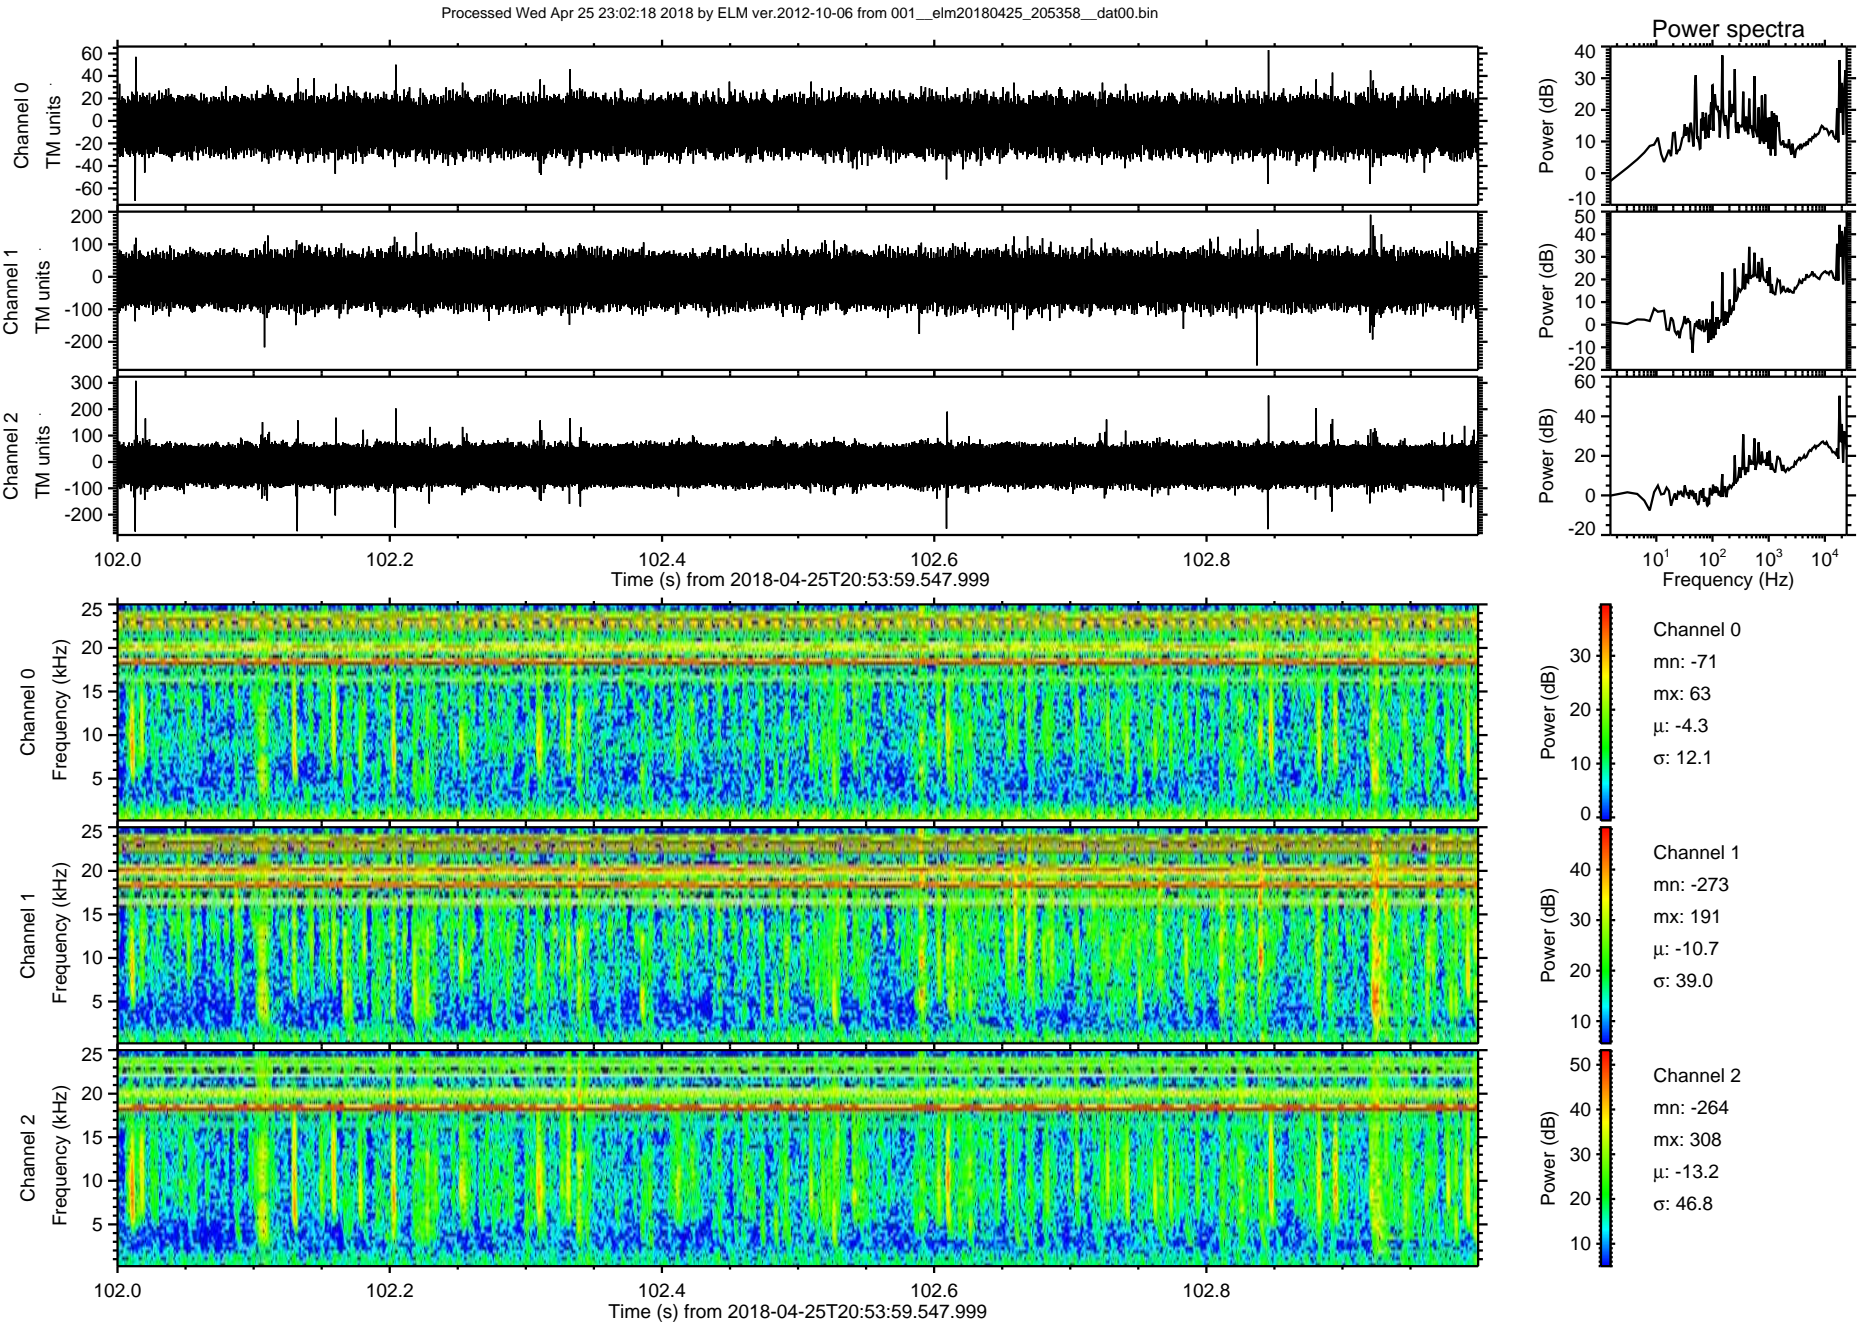 Processed Wed Apr 25 23:02:18 2018 by ELM ver.2012-10-06 from 001__elm20180425_205358__dat00.bin
Power spectra
Channel 0
TM units
60
40
20
0
-20
-40
-60
Power (dB)
40
30
20
10
0
-10
Channel 1
TM units
200
100
0
-100
-200
Power (dB)
50
40
30
20
10
0
-10
-20
Channel 2
TM units
300
200
100
0
-100
-200
Power (dB)
60
40
20
0
-20
102.0 102.2 102.4 102.6 102.8
Time (s) from 2018-04-25T20:53:59.547.999
10¹ 10² 10³ 10⁴
Frequency (Hz)
Channel 0
Frequency (kHz)
25
20
15
10
5
Power (dB)
30
20
10
0
Channel 0
mn: -71
mx: 63
μ: -4.3
σ: 12.1
Channel 1
Frequency (kHz)
25
20
15
10
5
Power (dB)
40
30
20
10
Channel 1
mn: -273
mx: 191
μ: -10.7
σ: 39.0
Channel 2
Frequency (kHz)
25
20
15
10
5
Power (dB)
50
40
30
20
10
Channel 2
mn: -264
mx: 308
μ: -13.2
σ: 46.8
102.0 102.2 102.4 102.6 102.8
Time (s) from 2018-04-25T20:53:59.547.999